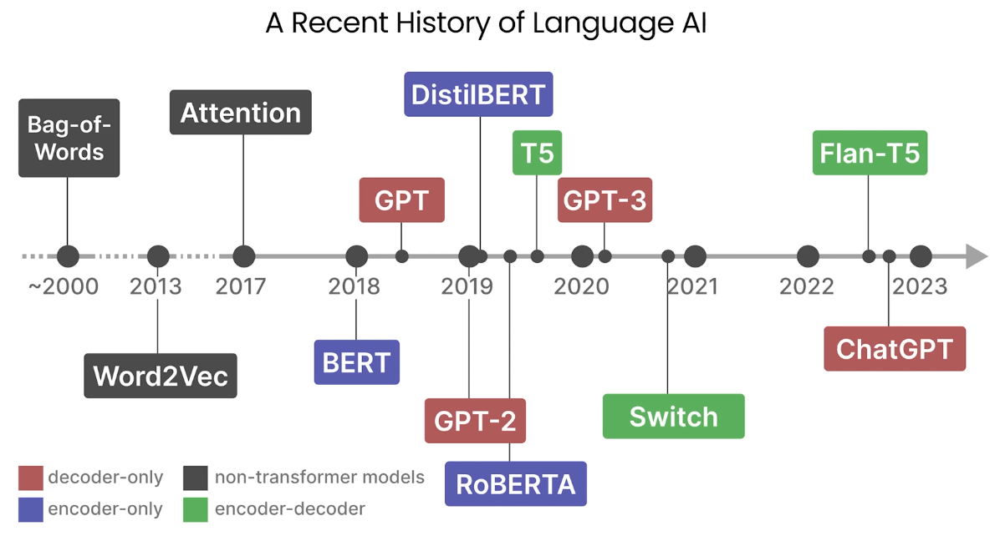 A Recent History of Language AI
DistilBERT
Bag-of-
Words
Attention
T5
Flan-T5
GPT
GPT-3
~2000
2013
2017
2018
2019
2020
2021
2022
2023
BERT
ChatGPT
Word2Vec
GPT-2
Switch
RoBERTA
decoder-only
non-transformer models
encoder-only
encoder-decoder